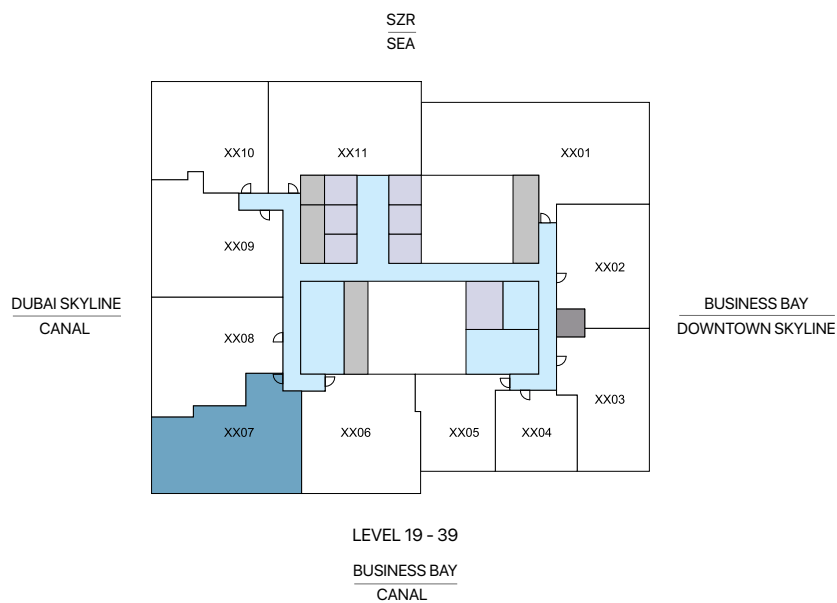 SZR
SEA
XX10
XX11
XX01
XX09
XX02
DUBAI SKYLINE
CANAL
BUSINESS BAY
DOWNTOWN SKYLINE
XX08
XX03
XX07
XX06
XX05
XX04
LEVEL 19 - 39
BUSINESS BAY
CANAL